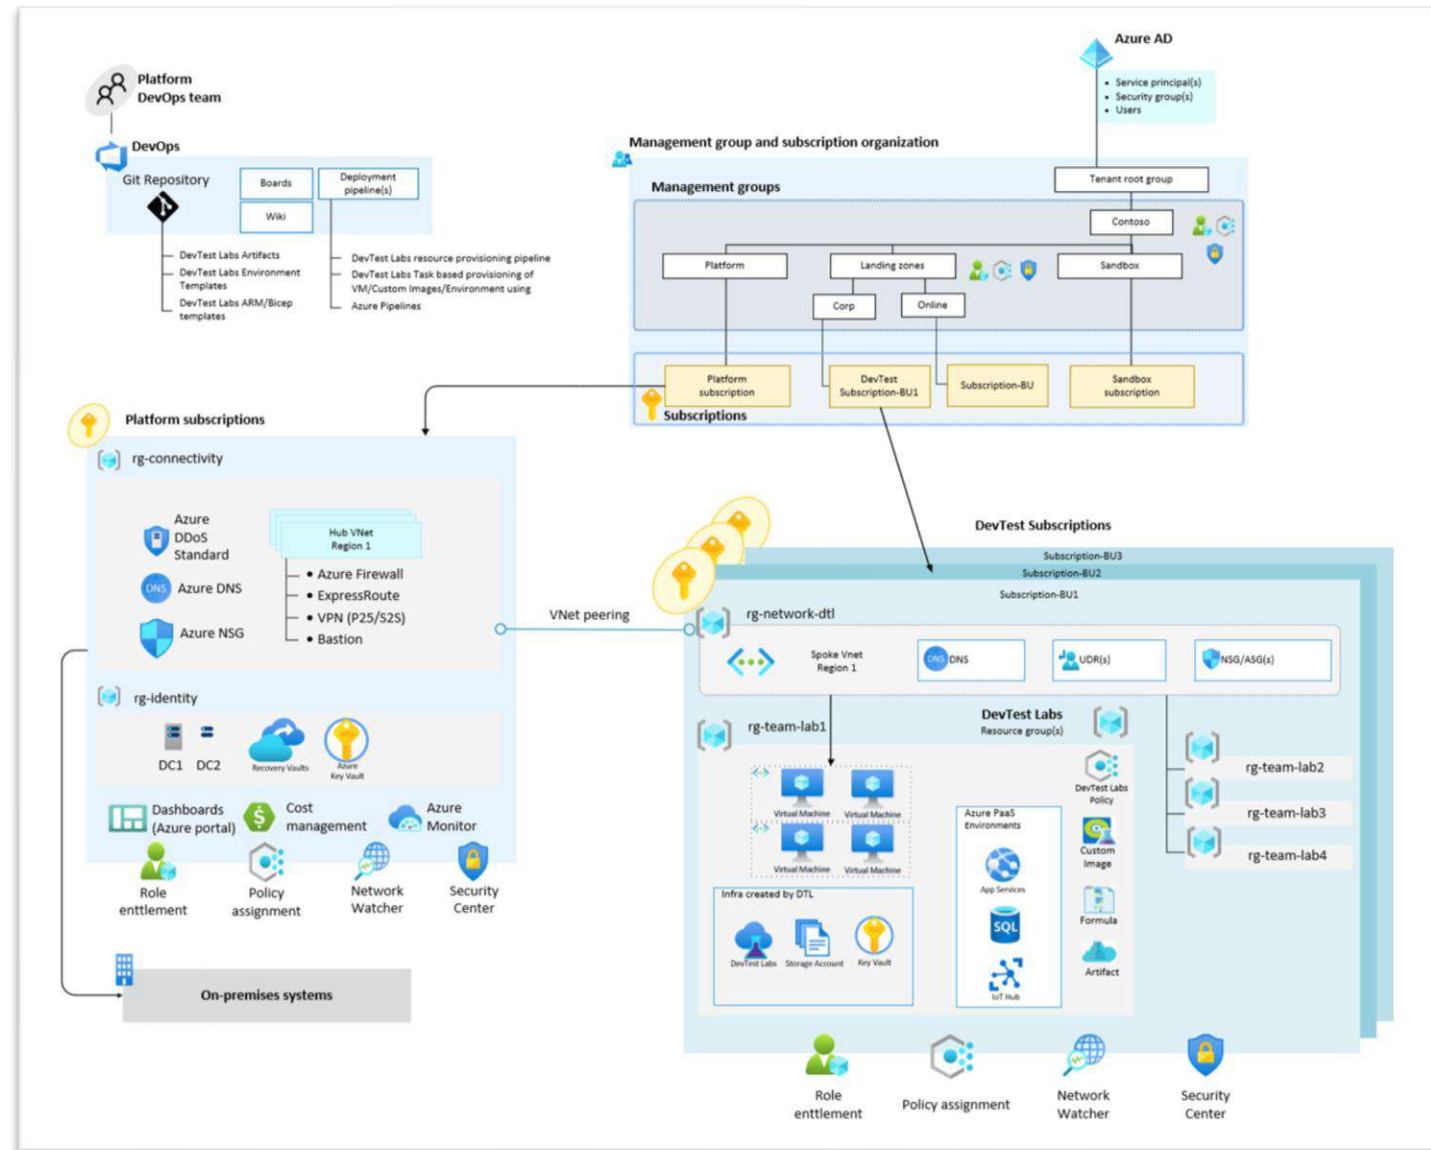 Azure AD
• Service principal(s)
• Security group(s)
• Users
Platform
DevOps team
DevOps
Git Repository
Boards
Wiki
Deployment
pipeline(s)
DevTest Labs Artifacts
DevTest Labs Environment
Templates
DevTest Labs ARM/Bicep
templates
DevTest Labs resource provisioning pipeline
DevTest Labs Task based provisioning of
VM/Custom Images/Environment using
Azure Pipelines
Management group and subscription organization
Management groups
Tenant root group
Contoso
Platform
Landing zones
Sandbox
Corp
Online
Platform
subscription
DevTest
Subscription-BU1
Subscription-BU
Sandbox
subscription
Subscriptions
Platform subscriptions
rg-connectivity
Azure
DDoS
Standard
DNS
Azure DNS
Azure NSG
Hub VNet
Region 1
• Azure Firewall
• ExpressRoute
• VPN (P2S/S2S)
• Bastion
rg-identity
DC1
DC2
Recovery Vaults
Azure
Key Vault
Dashboards
(Azure portal)
Cost
management
Azure
Monitor
Role
enttlement
Policy
assignment
Network
Watcher
Security
Center
On-premises systems
VNet peering
DevTest Subscriptions
Subscription-BU3
Subscription-BU2
Subscription-BU1
rg-network-dtl
Spoke Vnet
Region 1
DNS
DNS
UDR(s)
NSG/ASG(s)
rg-team-lab1
DevTest Labs
Resource group(s)
Virtual Machine
Virtual Machine
Virtual Machine
Virtual Machine
Infra created by DTL
DevTest Labs
Storage Account
Key Vault
Azure PaaS
Environments
App Services
SQL
IoT Hub
DevTest Labs
Policy
Custom
Image
Formula
Artifact
rg-team-lab2
rg-team-lab3
rg-team-lab4
Role
enttlement
Policy assignment
Network
Watcher
Security
Center